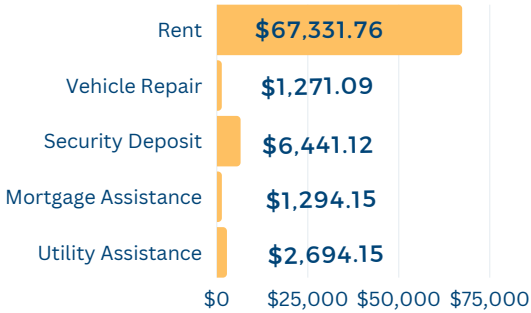 Rent $67,331.76
Vehicle Repair $1,271.09
Security Deposit $6,441.12
Mortgage Assistance $1,294.15
Utility Assistance $2,694.15
$0 $25,000 $50,000 $75,000